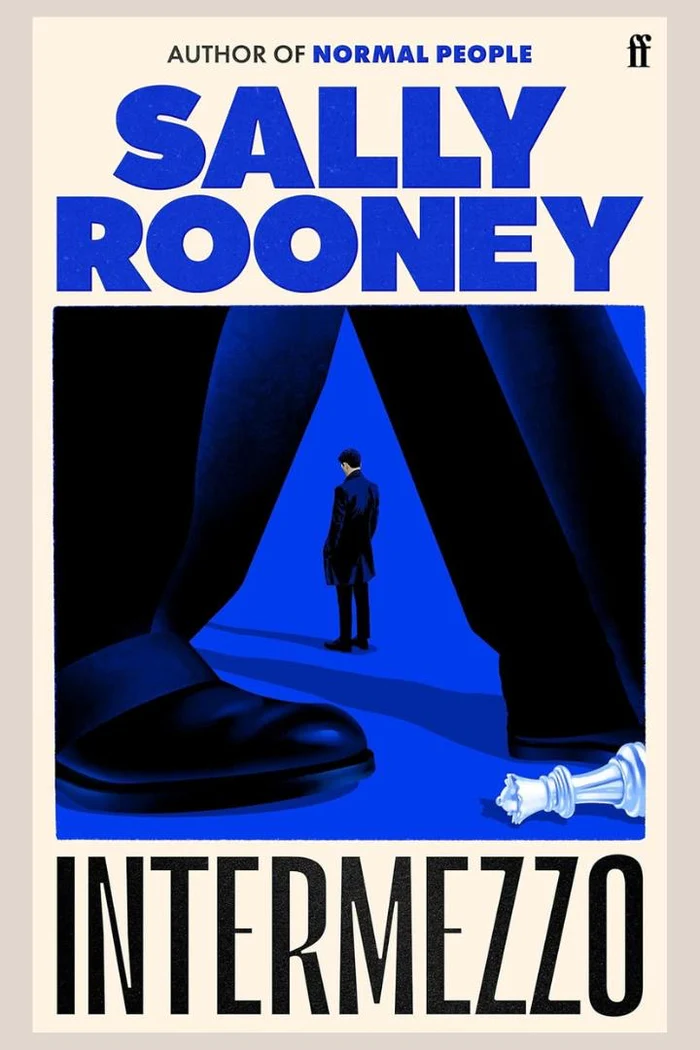 AUTHOR OF NORMAL PEOPLE
ff
SALLY
ROONEY
INTERMEZZO